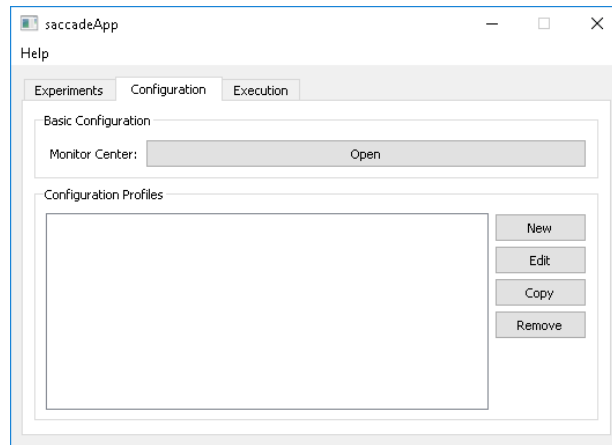 saccadeApp
Help
Experiments Configuration Execution
Basic Configuration
Monitor Center: Open
Configuration Profiles
New
Edit
Copy
Remove